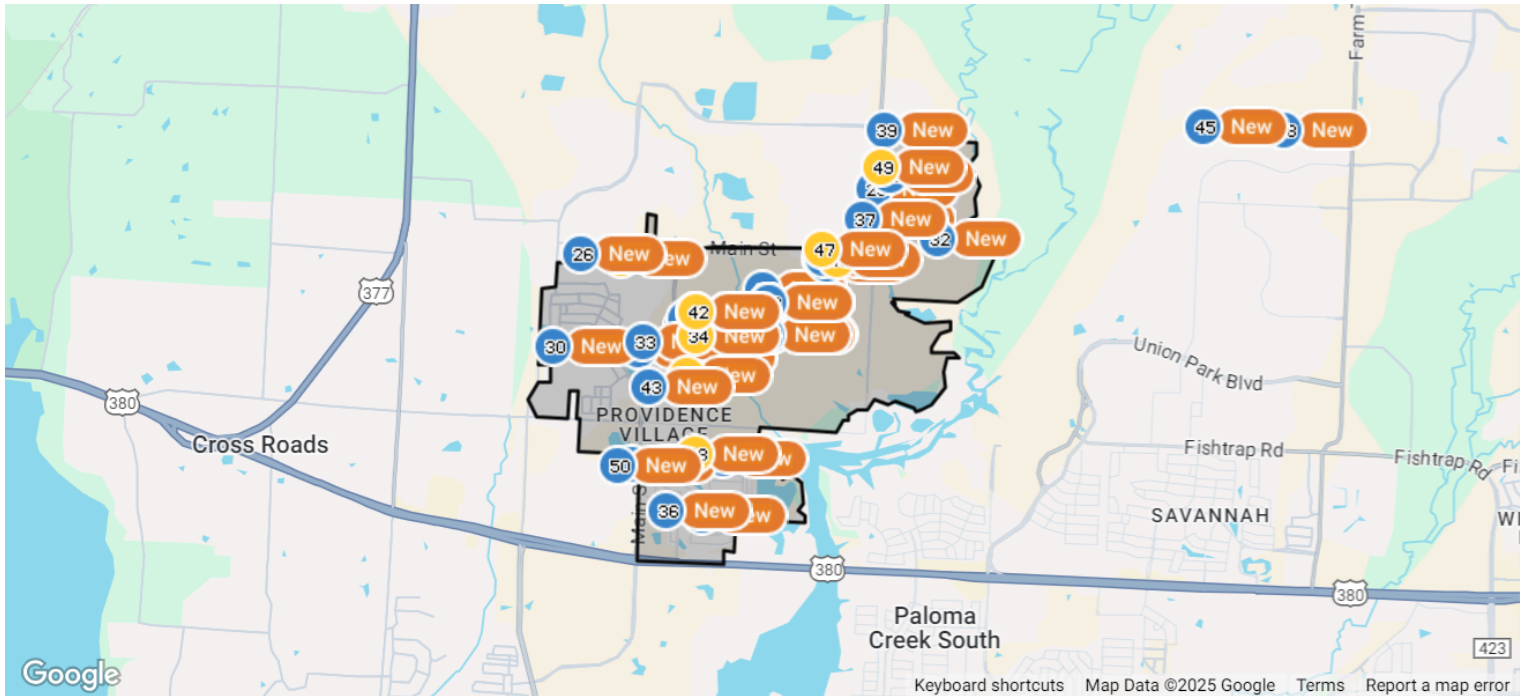 Farm
39 New
45 New
New
49 New
37 New
32 New
Main St
47 New
26 New
377
New
42 New
34 New
New
30 New
33
Union Park Blvd
43 New
380
PROVIDENCE
VILLAGE
Cross Roads
New
Fishtrap Rd
Fishtrap Rd
50 New
36 New
SAVANNAH
380
380
Paloma
Creek South
423
Google
Keyboard shortcuts
Map Data ©2025 Google
Terms
Report a map error